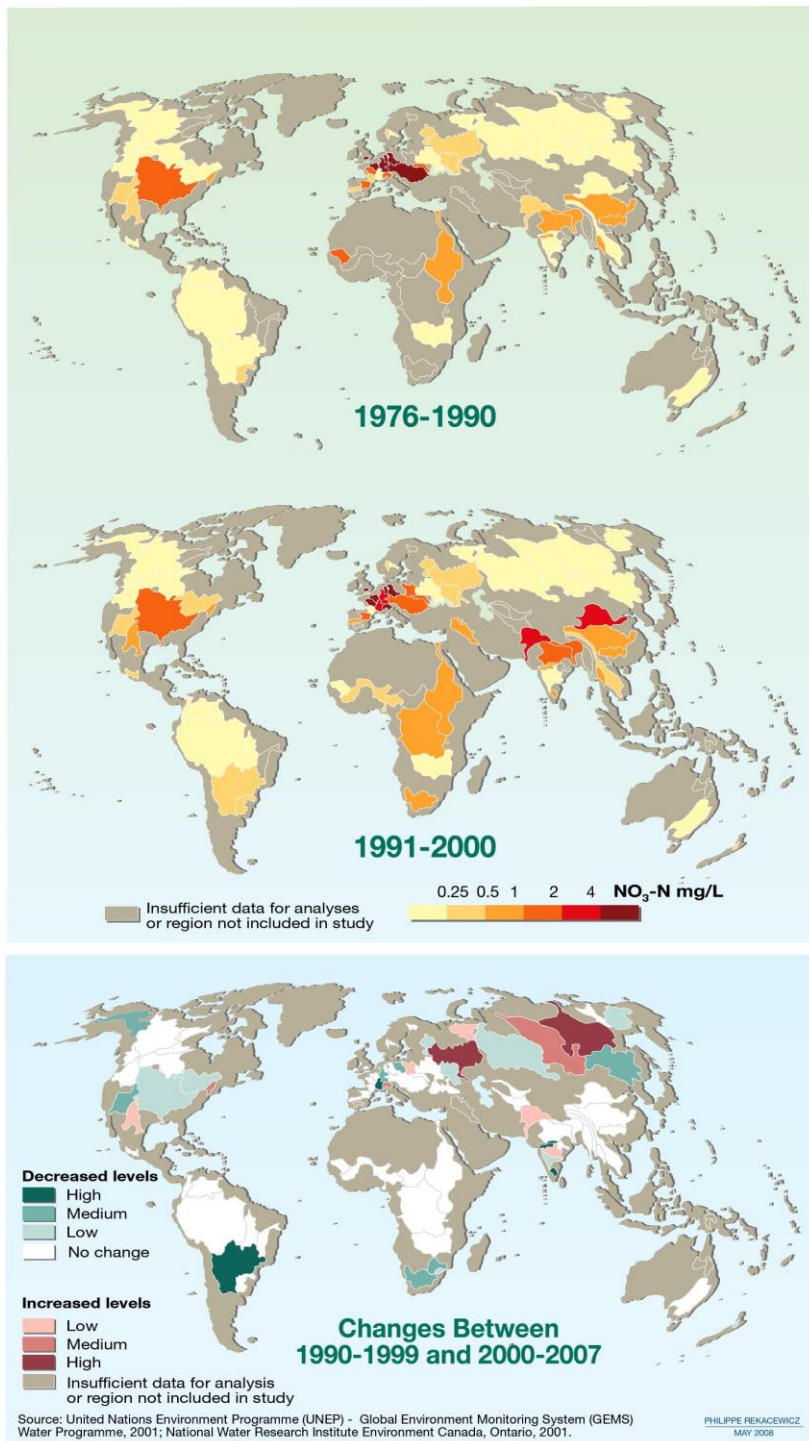 1976-1990
1991-2000
Insufficient data for analyses
or region not included in study
0.25 0.5 1 2 4 NO₃-N mg/L
Decreased levels
High
Medium
Low
No change
Increased levels
Low
Medium
High
Insufficient data for analysis
or region not included in study
Changes Between
1990-1999 and 2000-2007
Source: United Nations Environment Programme (UNEP) - Global Environment Monitoring System (GEMS)
Water Programme, 2001; National Water Research Institute Environment Canada, Ontario, 2001.
PHILIPPE REKACEWICZ
MAY 2008